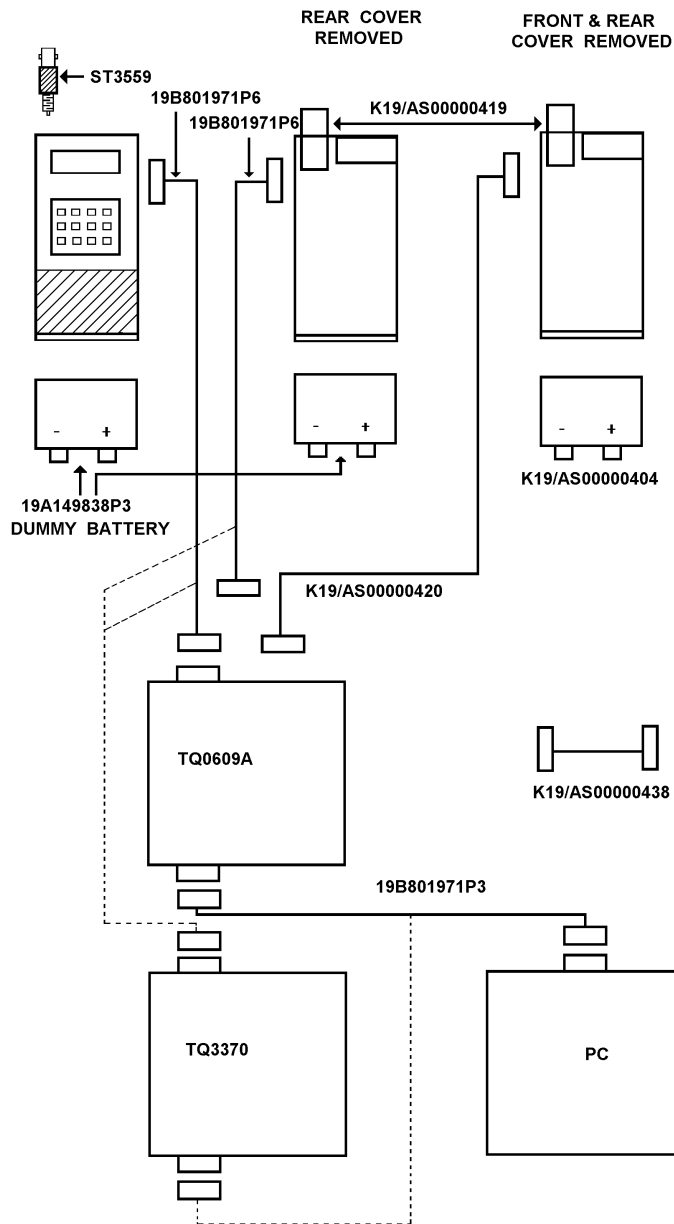 REAR COVER
REMOVED
FRONT & REAR
COVER REMOVED
ST3559
19B801971P6
19B801971P6
K19/AS00000419
- +
- +
- +
19A149838P3
DUMMY BATTERY
K19/AS00000404
K19/AS00000420
TQ0609A
K19/AS00000438
19B801971P3
TQ3370
PC